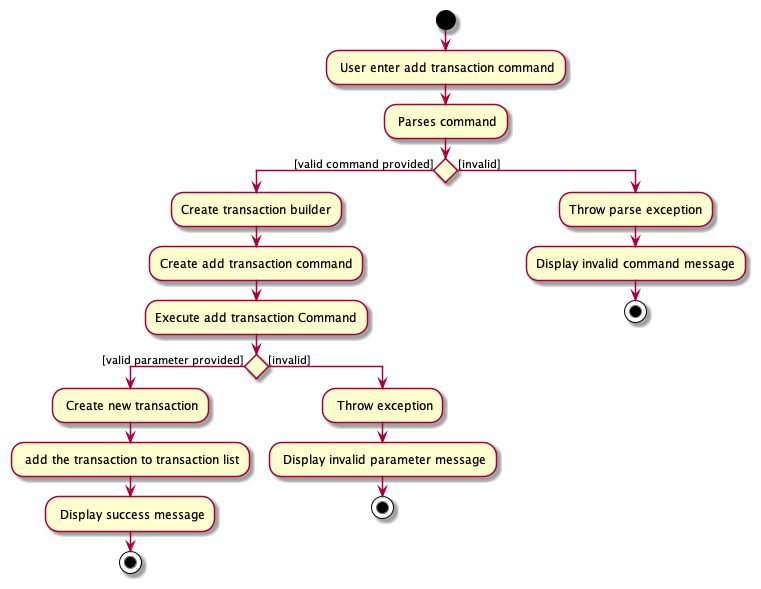 User enter add transaction command
Parses command
[valid command provided]
[invalid]
Create transaction builder
Throw parse exception
Create add transaction command
Display invalid command message
Execute add transaction Command
[valid parameter provided]
[invalid]
Create new transaction
Throw exception
add the transaction to transaction list
Display invalid parameter message
Display success message